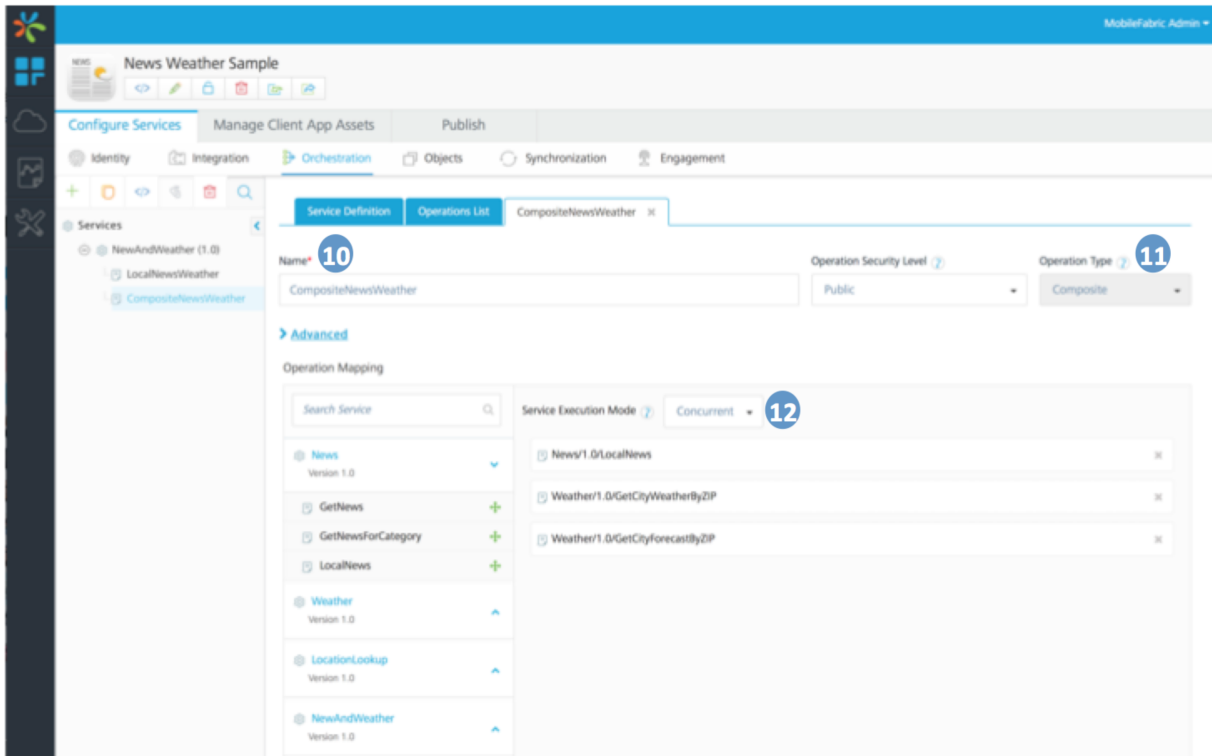 MobileFabric Admin
NEWS
News Weather Sample
Configure Services Manage Client App Assets Publish
Identity Integration Orchestration Objects Synchronization Engagement
Service Definition Operations List CompositeNewsWeather
Services
NewAndWeather (1.0)
LocalNewsWeather
CompositeNewsWeather
Name* 10 Operation Security Level ? Operation Type ? 11
CompositeNewsWeather Public Composite
Advanced
Operation Mapping
Search Service Service Execution Mode ? Concurrent 12
News
Version 1.0
GetNews
GetNewsForCategory
LocalNews
Weather
Version 1.0
LocationLookup
Version 1.0
NewAndWeather
Version 1.0
News/1.0/LocalNews
Weather/1.0/GetCityWeatherByZIP
Weather/1.0/GetCityForecastByZIP